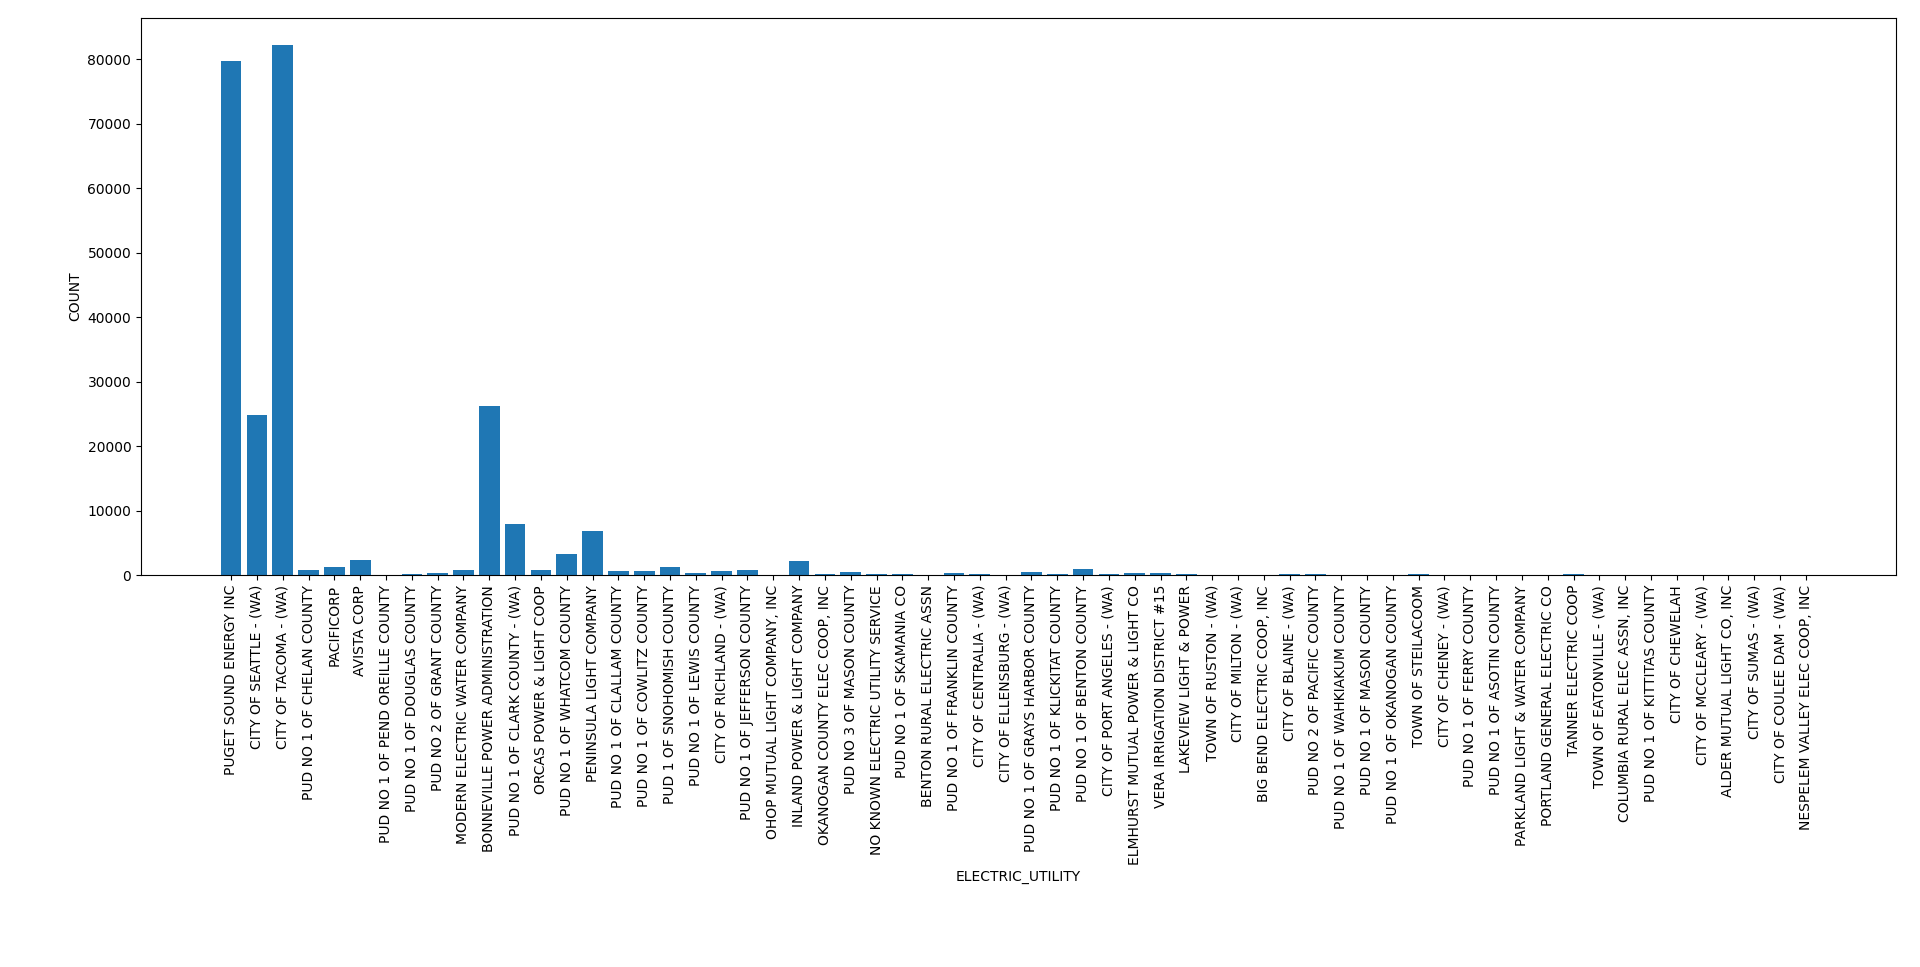 80000
70000
60000
50000
40000
30000
20000
10000
0
COUNT
PUGET SOUND ENERGY INC
CITY OF SEATTLE - (WA)
CITY OF TACOMA - (WA)
PUD NO 1 OF CHELAN COUNTY
PACIFICORP
AVISTA CORP
PUD NO 1 OF PEND OREILLE COUNTY
PUD NO 1 OF DOUGLAS COUNTY
PUD NO 2 OF GRANT COUNTY
MODERN ELECTRIC WATER COMPANY
BONNEVILLE POWER ADMINISTRATION
PUD NO 1 OF CLARK COUNTY - (WA)
ORCAS POWER & LIGHT COOP
PUD NO 1 OF WHATCOM COUNTY
PENINSULA LIGHT COMPANY
PUD NO 1 OF CLALLAM COUNTY
PUD NO 1 OF COWLITZ COUNTY
PUD 1 OF SNOHOMISH COUNTY
PUD NO 1 OF LEWIS COUNTY
CITY OF RICHLAND - (WA)
PUD NO 1 OF JEFFERSON COUNTY
OHOP MUTUAL LIGHT COMPANY, INC
INLAND POWER & LIGHT COMPANY
OKANOGAN COUNTY ELEC COOP, INC
PUD NO 3 OF MASON COUNTY
NO KNOWN ELECTRIC UTILITY SERVICE
PUD NO 1 OF SKAMANIA CO
BENTON RURAL ELECTRIC ASSN
PUD NO 1 OF FRANKLIN COUNTY
CITY OF CENTRALIA - (WA)
CITY OF ELLENSBURG - (WA)
PUD NO 1 OF GRAYS HARBOR COUNTY
PUD NO 1 OF KLICKITAT COUNTY
PUD NO 1 OF BENTON COUNTY
CITY OF PORT ANGELES - (WA)
ELMHURST MUTUAL POWER & LIGHT CO
VERA IRRIGATION DISTRICT #15
LAKEVIEW LIGHT & POWER
TOWN OF RUSTON - (WA)
CITY OF MILTON - (WA)
BIG BEND ELECTRIC COOP, INC
CITY OF BLAINE - (WA)
PUD NO 2 OF PACIFIC COUNTY
PUD NO 1 OF WAHKIAKUM COUNTY
PUD NO 1 OF MASON COUNTY
PUD NO 1 OF OKANOGAN COUNTY
TOWN OF STEILACOOM
CITY OF CHENEY - (WA)
PUD NO 1 OF FERRY COUNTY
PUD NO 1 OF ASOTIN COUNTY
PARKLAND LIGHT & WATER COMPANY
PORTLAND GENERAL ELECTRIC CO
TANNER ELECTRIC COOP
TOWN OF EATONVILLE - (WA)
COLUMBIA RURAL ELEC ASSN, INC
PUD NO 1 OF KITTITAS COUNTY
CITY OF CHEWELAH
CITY OF MCCLEARY - (WA)
ALDER MUTUAL LIGHT CO, INC
CITY OF SUMAS - (WA)
CITY OF COULEE DAM - (WA)
NESPELEM VALLEY ELEC COOP, INC
ELECTRIC_UTILITY